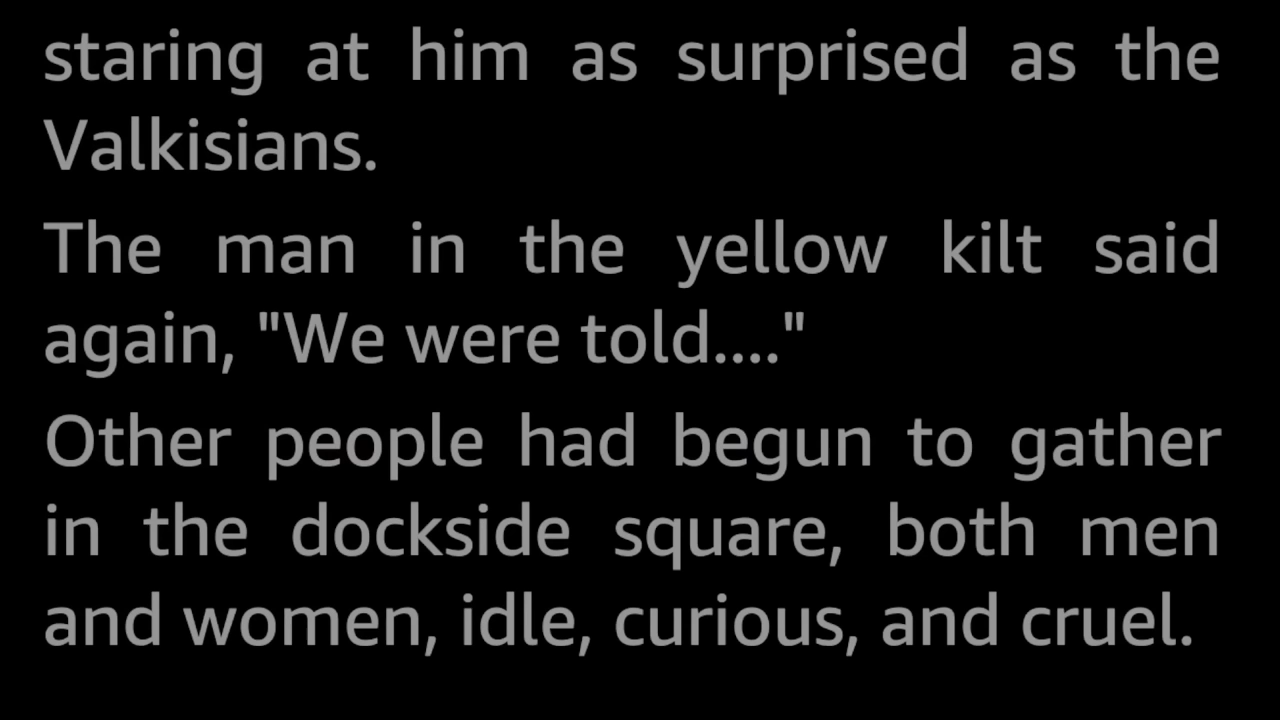 staring at him as surprised as the
Valkisians.
The man in the yellow kilt said
again, "We were told...."
Other people had begun to gather
in the dockside square, both men
and women, idle, curious, and cruel.